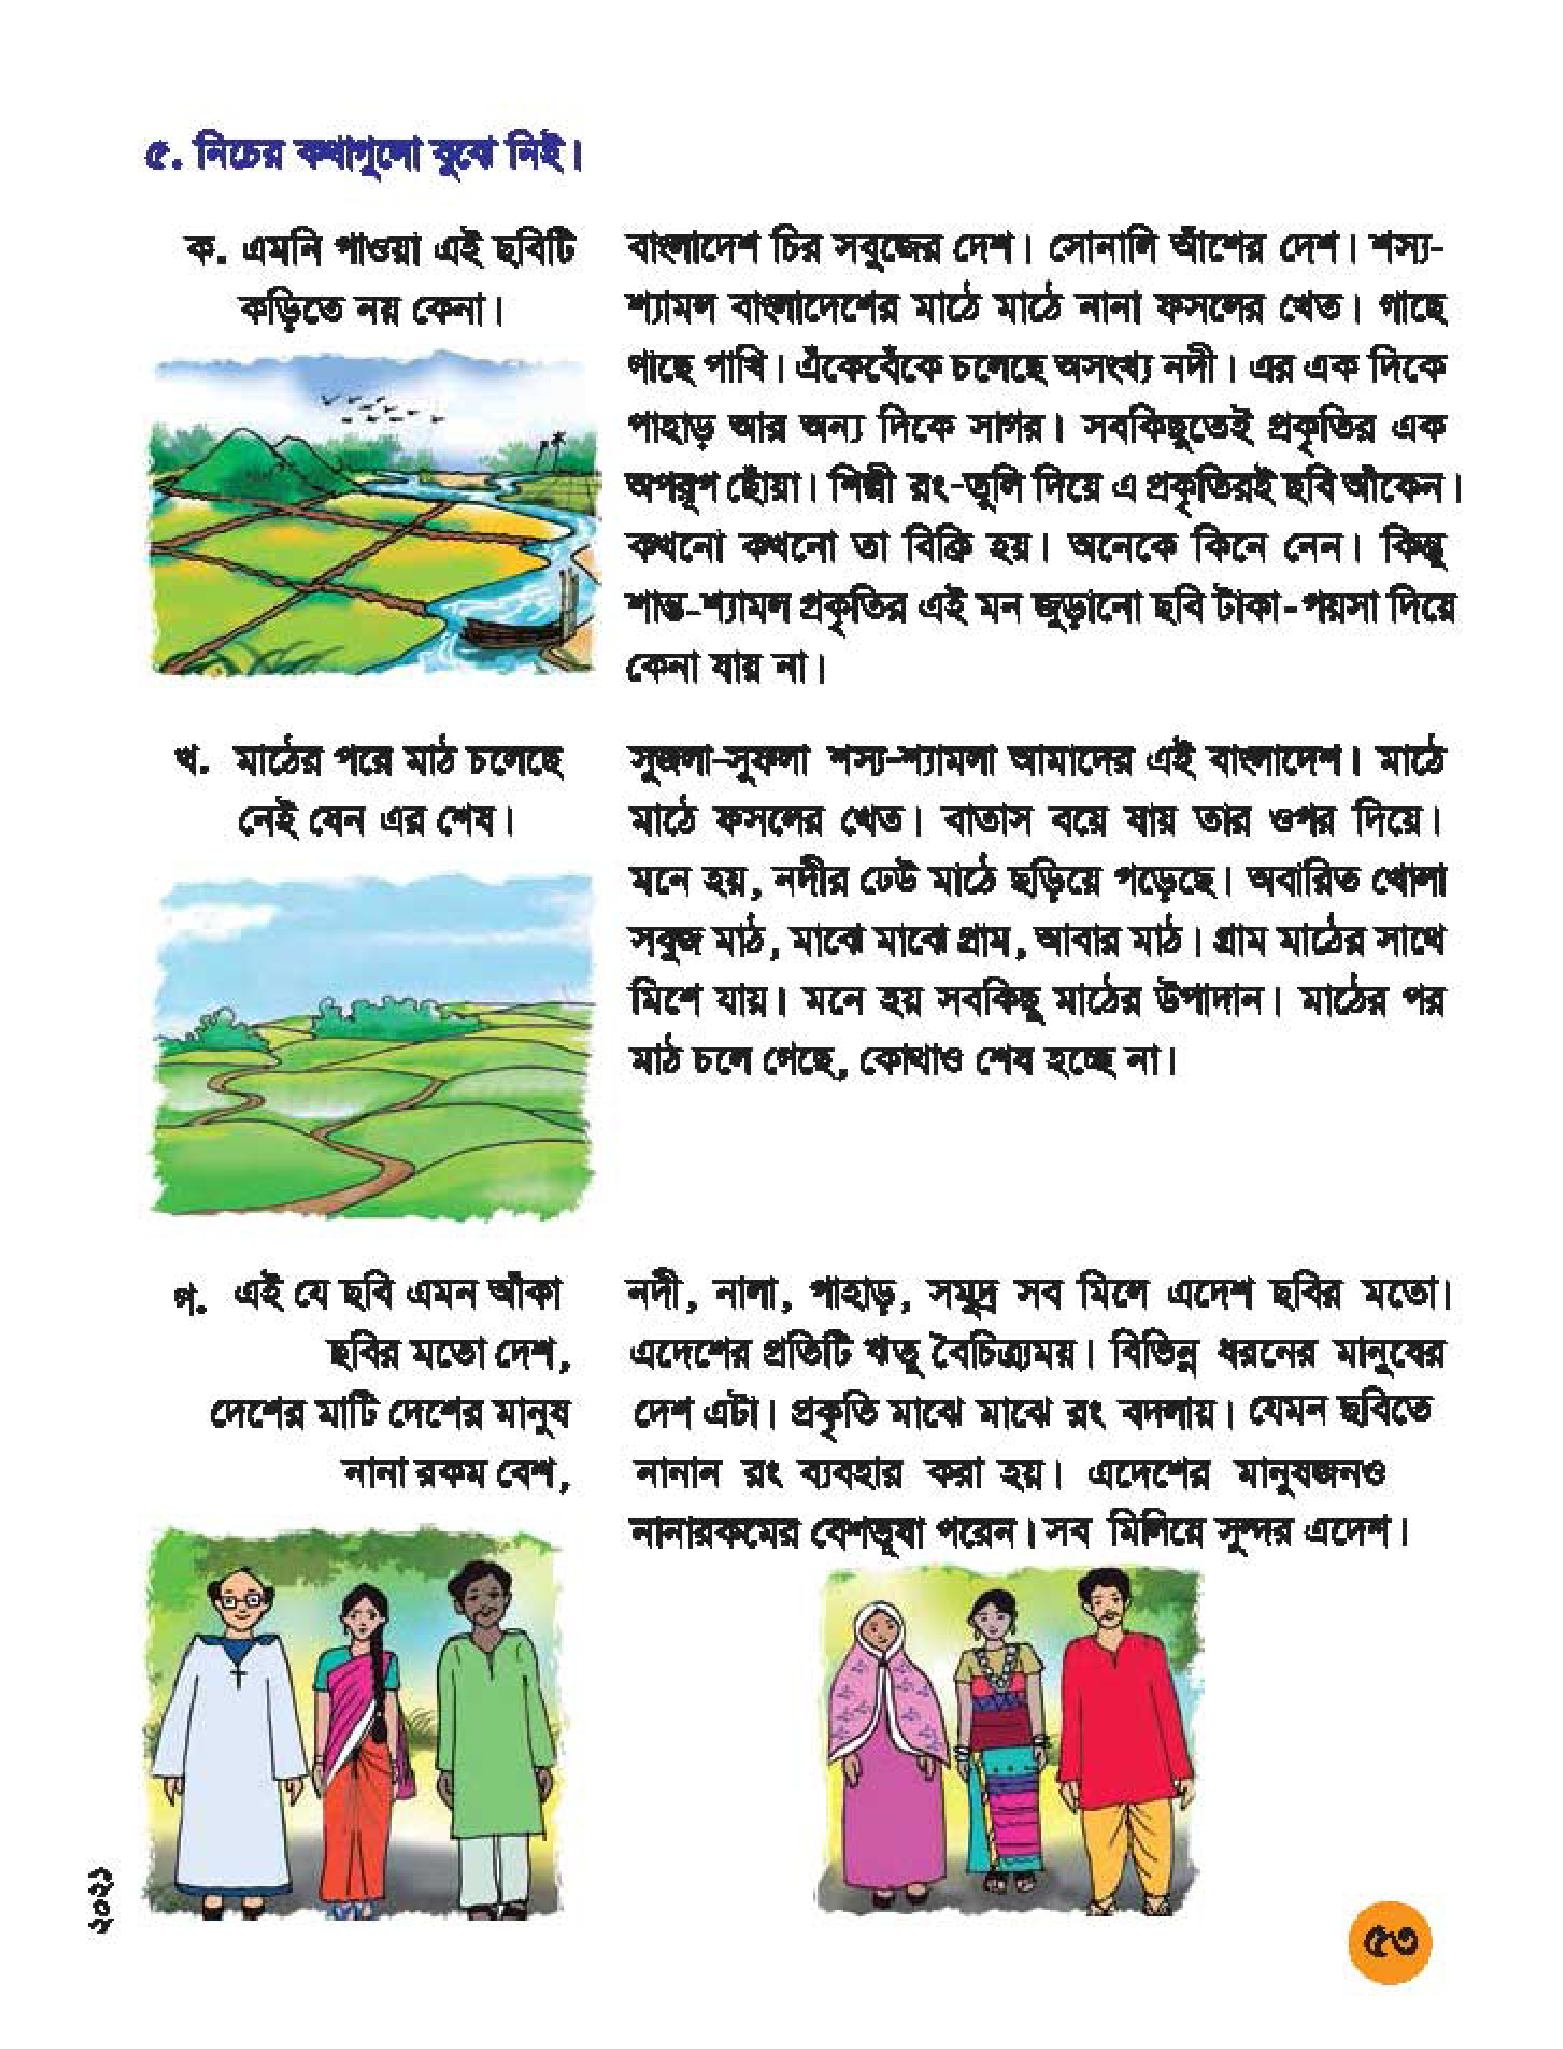 ৫. নিচের কথাগুলো বুঝে নিই।
ক. এমনি পাওয়া এই ছবিটি
কড়িতে নয় কেনা।
বাংলাদেশ চির সবুজের দেশ। সোনালি আঁশের দেশ। শস্য-
শ্যামল বাংলাদেশের মাঠে মাঠে নানা ফসলের খেত। গাছে
গাছে পাখি। এঁকেবেঁকে চলেছে অসংখ্য নদী। এর এক দিকে
পাহাড় আর অন্য দিকে সাগর। সবকিছুতেই প্রকৃতির এক
অপরূপ ছোঁয়া। শিল্পী রং-তুলি দিয়ে এ প্রকৃতিরই ছবি আঁকেন।
কখনো কখনো তা বিক্রি হয়। অনেকে কিনে নেন। কিন্তু
শান্ত-শ্যামল প্রকৃতির এই মন জুড়ানো ছবি টাকা-পয়সা দিয়ে
কেনা যায় না।
খ. মাঠের পরে মাঠ চলেছে
নেই যেন এর শেষ।
সুজলা-সুফলা শস্য-শ্যামলা আমাদের এই বাংলাদেশ। মাঠে
মাঠে ফসলের খেত। বাতাস বয়ে যায় তার ওপর দিয়ে।
মনে হয়, নদীর ঢেউ মাঠে ছড়িয়ে পড়েছে। অবারিত খোলা
সবুজ মাঠ, মাঝে মাঝে গ্রাম, আবার মাঠ। গ্রাম মাঠের সাথে
মিশে যায়। মনে হয় সবকিছু মাঠের উপাদান। মাঠের পর
মাঠ চলে গেছে, কোথাও শেষ হচ্ছে না।
গ. এই যে ছবি এমন আঁকা
ছবির মতো দেশ,
দেশের মাটি দেশের মানুষ
নানা রকম বেশ,
নদী, নালা, পাহাড়, সমুদ্র সব মিলে এদেশ ছবির মতো।
এদেশের প্রতিটি ঋতু বৈচিত্র্যময়। বিভিন্ন ধরনের মানুষের
দেশ এটা। প্রকৃতি মাঝে মাঝে রং বদলায়। যেমন ছবিতে
নানান রং ব্যবহার করা হয়। এদেশের মানুষজনও
নানারকমের বেশভূষা পরেন। সব মিলিয়ে সুন্দর এদেশ।
২০২১
৫৩